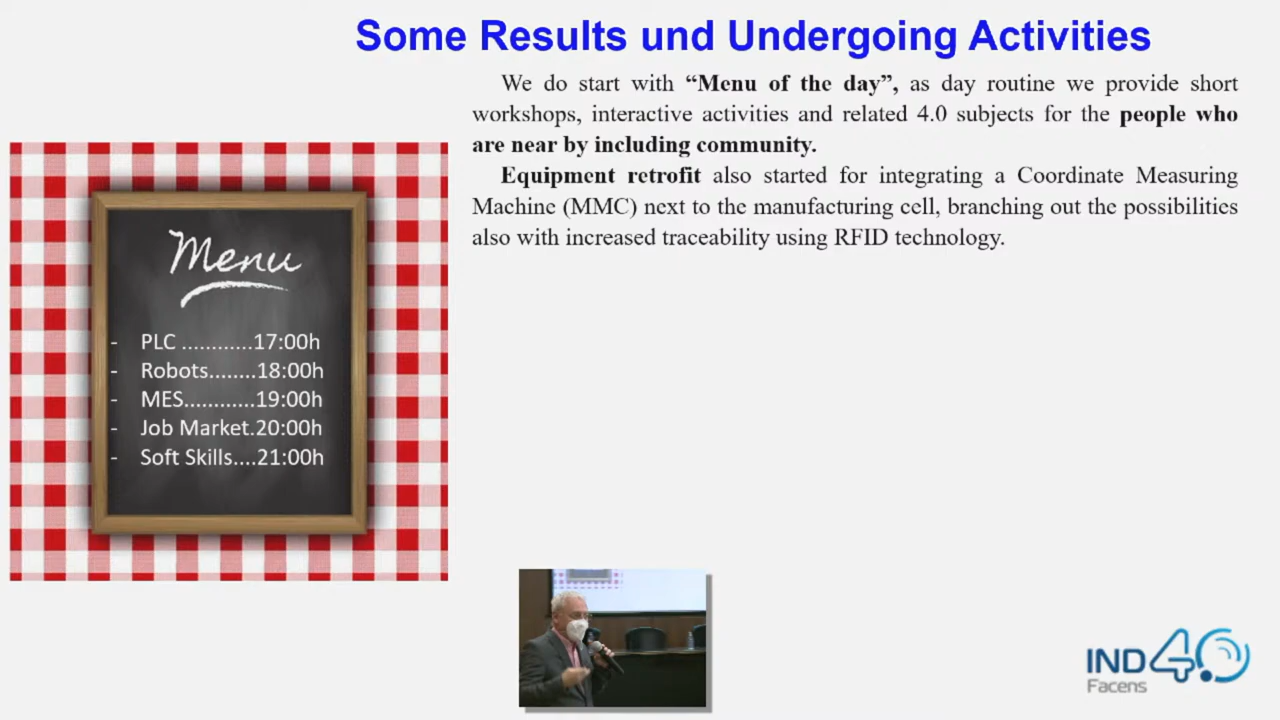 Some Results und Undergoing Activities
We do start with “Menu of the day”, as day routine we provide short
workshops, interactive activities and related 4.0 subjects for the people who
are near by including community.
Equipment retrofit also started for integrating a Coordinate Measuring
Machine (MMC) next to the manufacturing cell, branching out the possibilities
also with increased traceability using RFID technology.
Menu
- PLC ............17:00h
- Robots........18:00h
- MES............19:00h
- Job Market.20:00h
- Soft Skills....21:00h
IND4.0
Facens